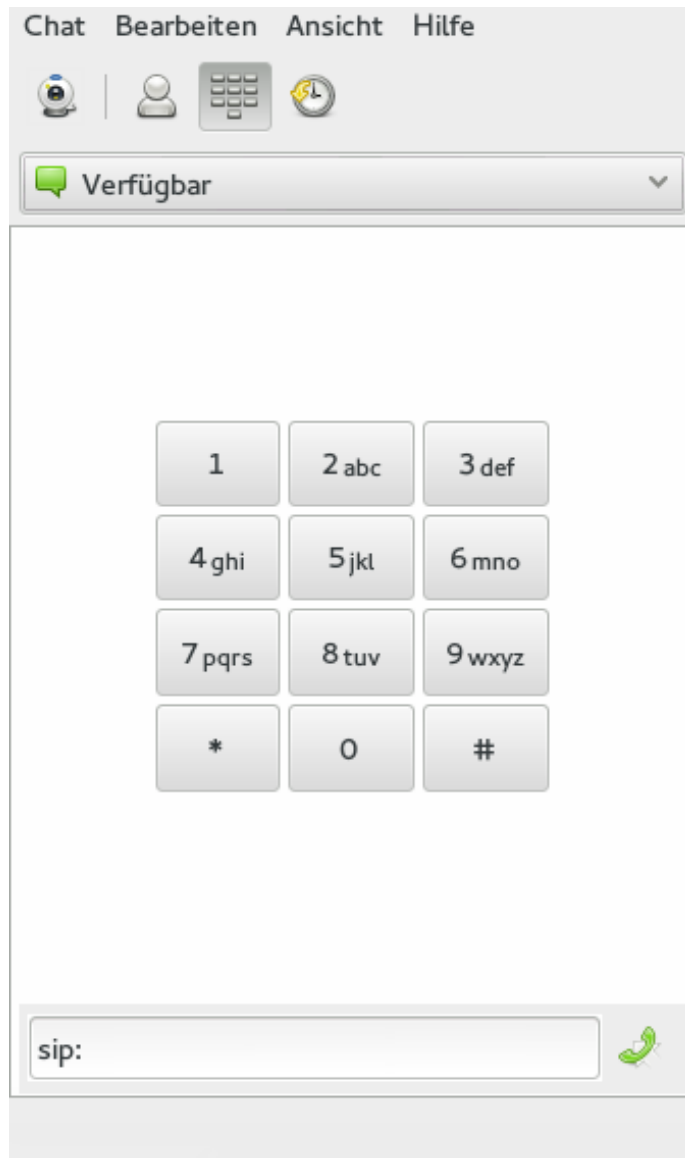 Chat Bearbeiten Ansicht Hilfe
Verfügbar
1 2 abc 3 def
4 ghi 5 jkl 6 mno
7 pqrs 8 tuv 9 wxyz
* 0 #
sip: